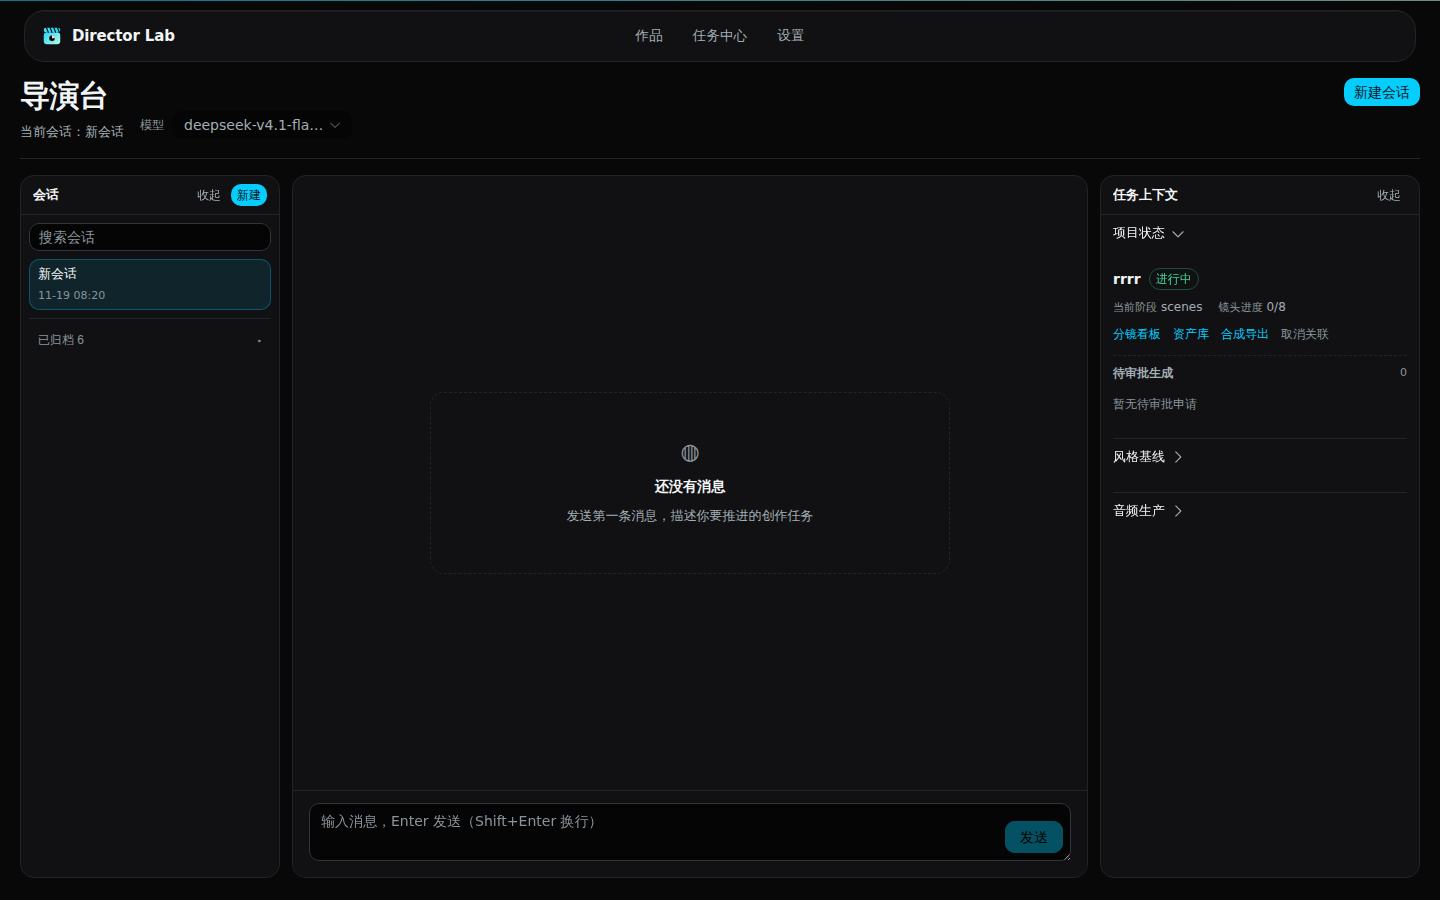 Director Lab
作品
任务中心
设置
导演台
新建会话
当前会话：新会话
模型
deepseek-v4.1-fla...
会话
收起
新建
搜索会话
新会话
11-19 08:20
已归档 6
还没有消息
发送第一条消息，描述你要推进的创作任务
输入消息，Enter 发送（Shift+Enter 换行）
发送
任务上下文
收起
项目状态
rrrr
进行中
当前阶段 scenes
镜头进度 0/8
分镜看板
资产库
合成导出
取消关联
待审批生成
0
暂无待审批申请
风格基线
音频生产